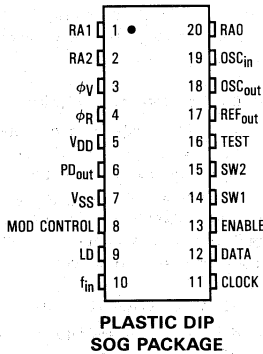 RA1 1 20 RA0
RA2 2 19 OSCin
ϕV 3 18 OSCout
ϕR 4 17 REFout
VDD 5 16 TEST
PDout 6 15 SW2
VSS 7 14 SW1
MOD CONTROL 8 13 ENABLE
LD 9 12 DATA
fin 10 11 CLOCK
PLASTIC DIP
SOG PACKAGE